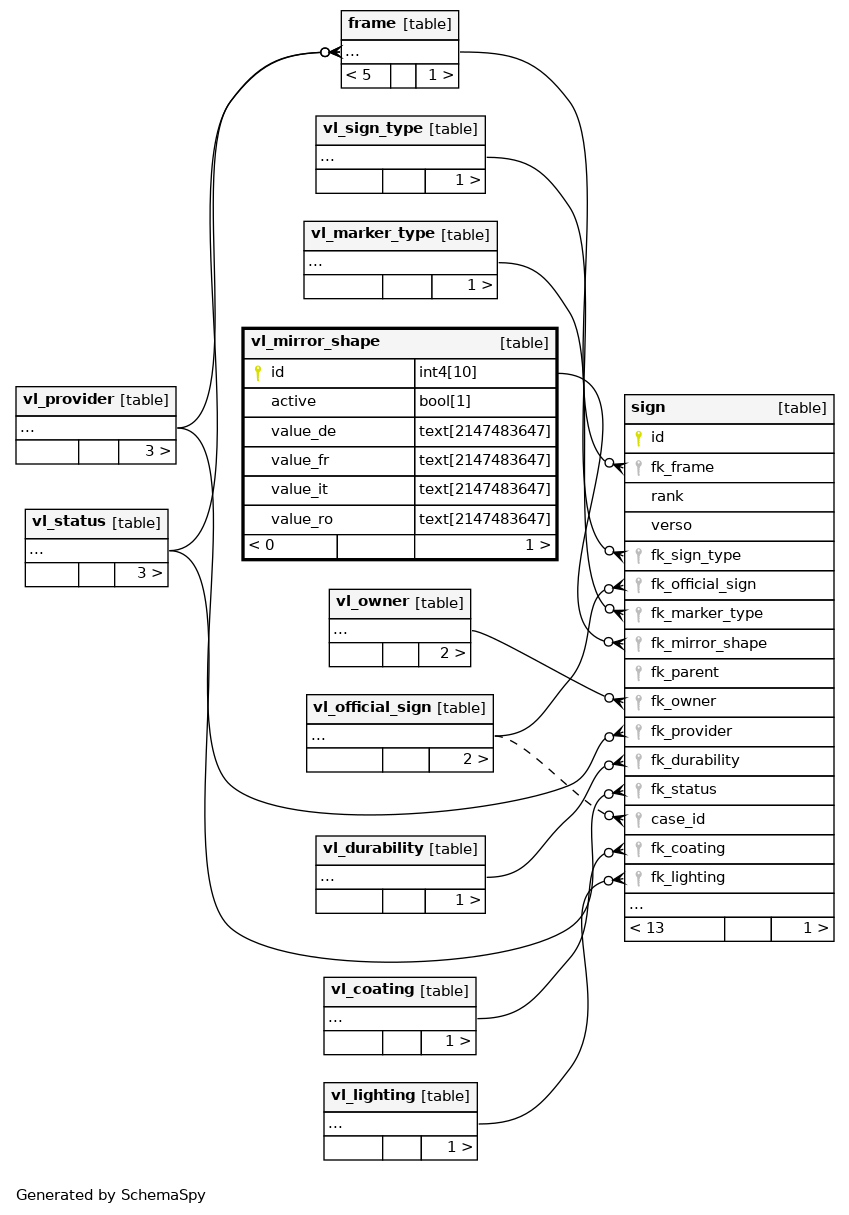 frame [table]
...
< 5 1 >
vl_sign_type [table]
...
1 >
vl_marker_type [table]
...
1 >
vl_mirror_shape [table]
id int4[10]
active bool[1]
value_de text[2147483647]
value_fr text[2147483647]
value_it text[2147483647]
value_ro text[2147483647]
< 0 1 >
vl_provider [table]
...
3 >
vl_status [table]
...
3 >
vl_owner [table]
...
2 >
vl_official_sign [table]
...
2 >
vl_durability [table]
...
1 >
vl_coating [table]
...
1 >
vl_lighting [table]
...
1 >
sign [table]
id
fk_frame
rank
verso
fk_sign_type
fk_official_sign
fk_marker_type
fk_mirror_shape
fk_parent
fk_owner
fk_provider
fk_durability
fk_status
case_id
fk_coating
fk_lighting
...
< 13 1 >
Generated by SchemaSpy